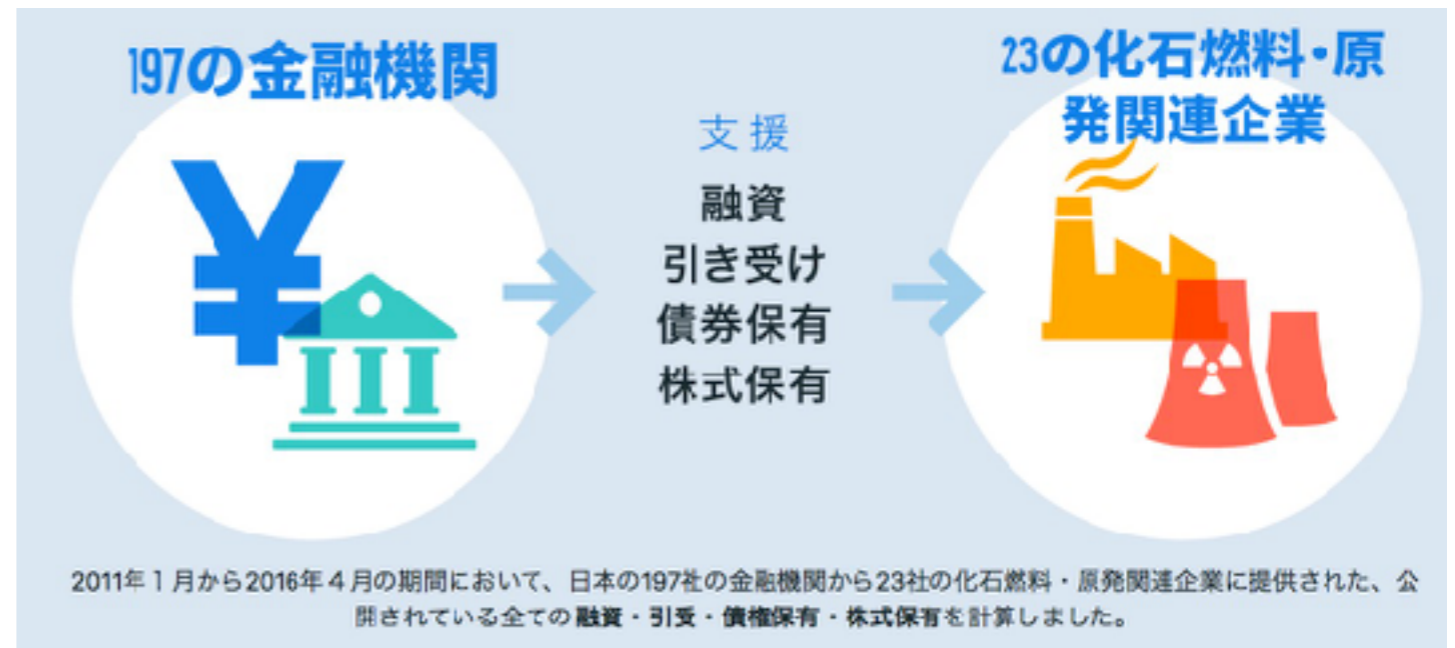 197の金融機関
23の化石燃料・原
発関連企業
支援
融資
引き受け
債券保有
株式保有
2011年1月から2016年4月の期間において、日本の197社の金融機関から23社の化石燃料・原発関連企業に提供された、公
開されている全ての融資・引受・債権保有・株式保有を計算しました。